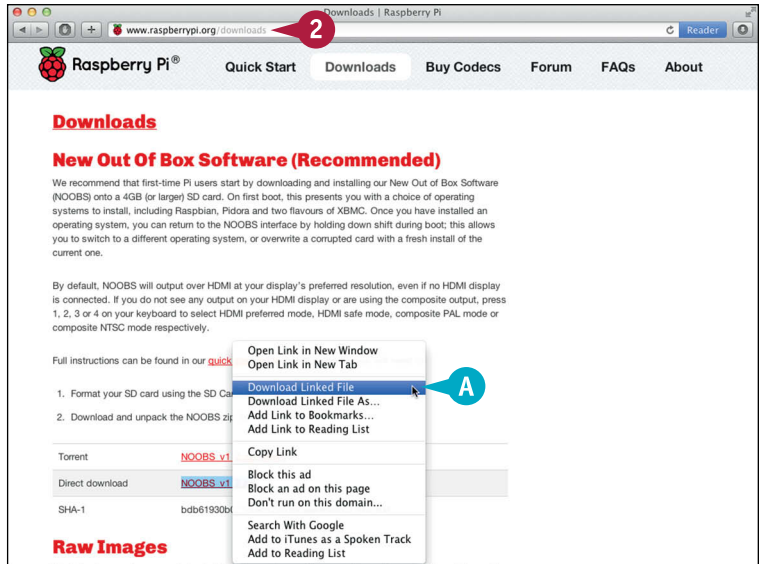 Downloads | Raspberry Pi
www.raspberrypi.org/downloads
Reader
2
Raspberry Pi®
Quick Start
Downloads
Buy Codecs
Forum
FAQs
About
Downloads
New Out Of Box Software (Recommended)
We recommend that first-time Pi users start by downloading and installing our New Out of Box Software
(NOOBS) onto a 4GB (or larger) SD card. On first boot, this presents you with a choice of operating
systems to install, including Raspbian, Pidora and two flavours of XBMC. Once you have installed an
operating system, you can return to the NOOBS interface by holding down shift during boot; this allows
you to switch to a different operating system, or overwrite a corrupted card with a fresh install of the
current one.
By default, NOOBS will output over HDMI at your display's preferred resolution, even if no HDMI display
is connected. If you do not see any output on your HDMI display or are using the composite output, press
1, 2, 3 or 4 on your keyboard to select HDMI preferred mode, HDMI safe mode, composite PAL mode or
composite NTSC mode respectively.
Full instructions can be found in our quick
1. Format your SD card using the SD Ca
2. Download and unpack the NOOBS zip
Torrent
NOOBS_v1
Direct download
NOOBS_v1
SHA-1
bdb61930b
Raw Images
Open Link in New Window
Open Link in New Tab
Download Linked File
A
Download Linked File As...
Add Link to Bookmarks...
Add Link to Reading List
Copy Link
Block this ad
Block an ad on this page
Don't run on this domain...
Search With Google
Add to iTunes as a Spoken Track
Add to Reading List